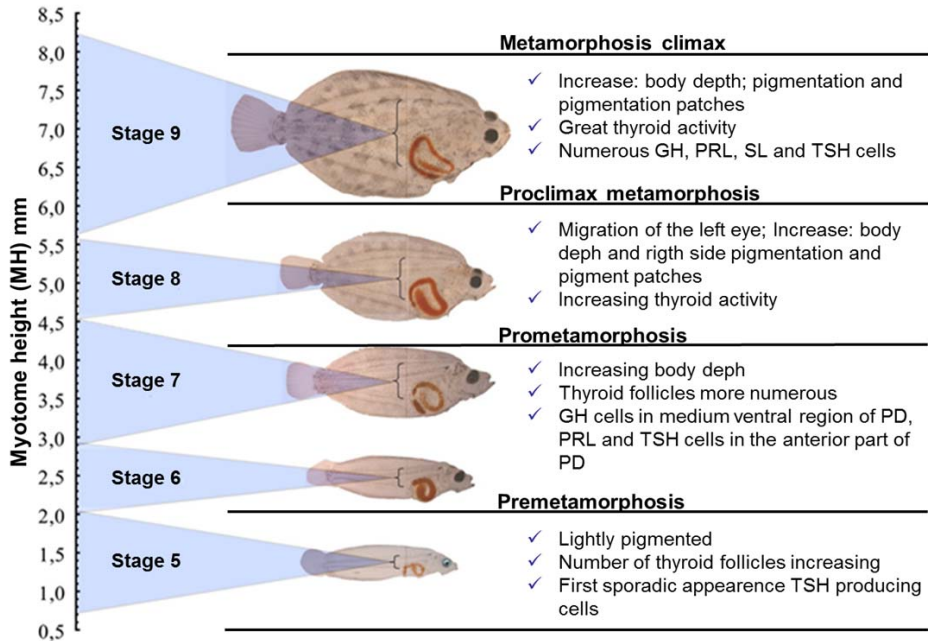 Myotome height (MH) mm
8,5
8,0
7,5
7,0
6,5
6,0
5,5
5,0
4,5
4,0
3,5
3,0
2,5
2,0
1,5
1,0
0,5
Stage 9
Stage 8
Stage 7
Stage 6
Stage 5
Metamorphosis climax
✓ Increase: body depth; pigmentation and
pigmentation patches
✓ Great thyroid activity
✓ Numerous GH, PRL, SL and TSH cells
Proclimax metamorphosis
✓ Migration of the left eye; Increase: body
deph and rigth side pigmentation and
pigment patches
✓ Increasing thyroid activity
Prometamorphosis
✓ Increasing body deph
✓ Thyroid follicles more numerous
✓ GH cells in medium ventral region of PD,
PRL and TSH cells in the anterior part of
PD
Premetamorphosis
✓ Lightly pigmented
✓ Number of thyroid follicles increasing
✓ First sporadic appearence TSH producing
cells